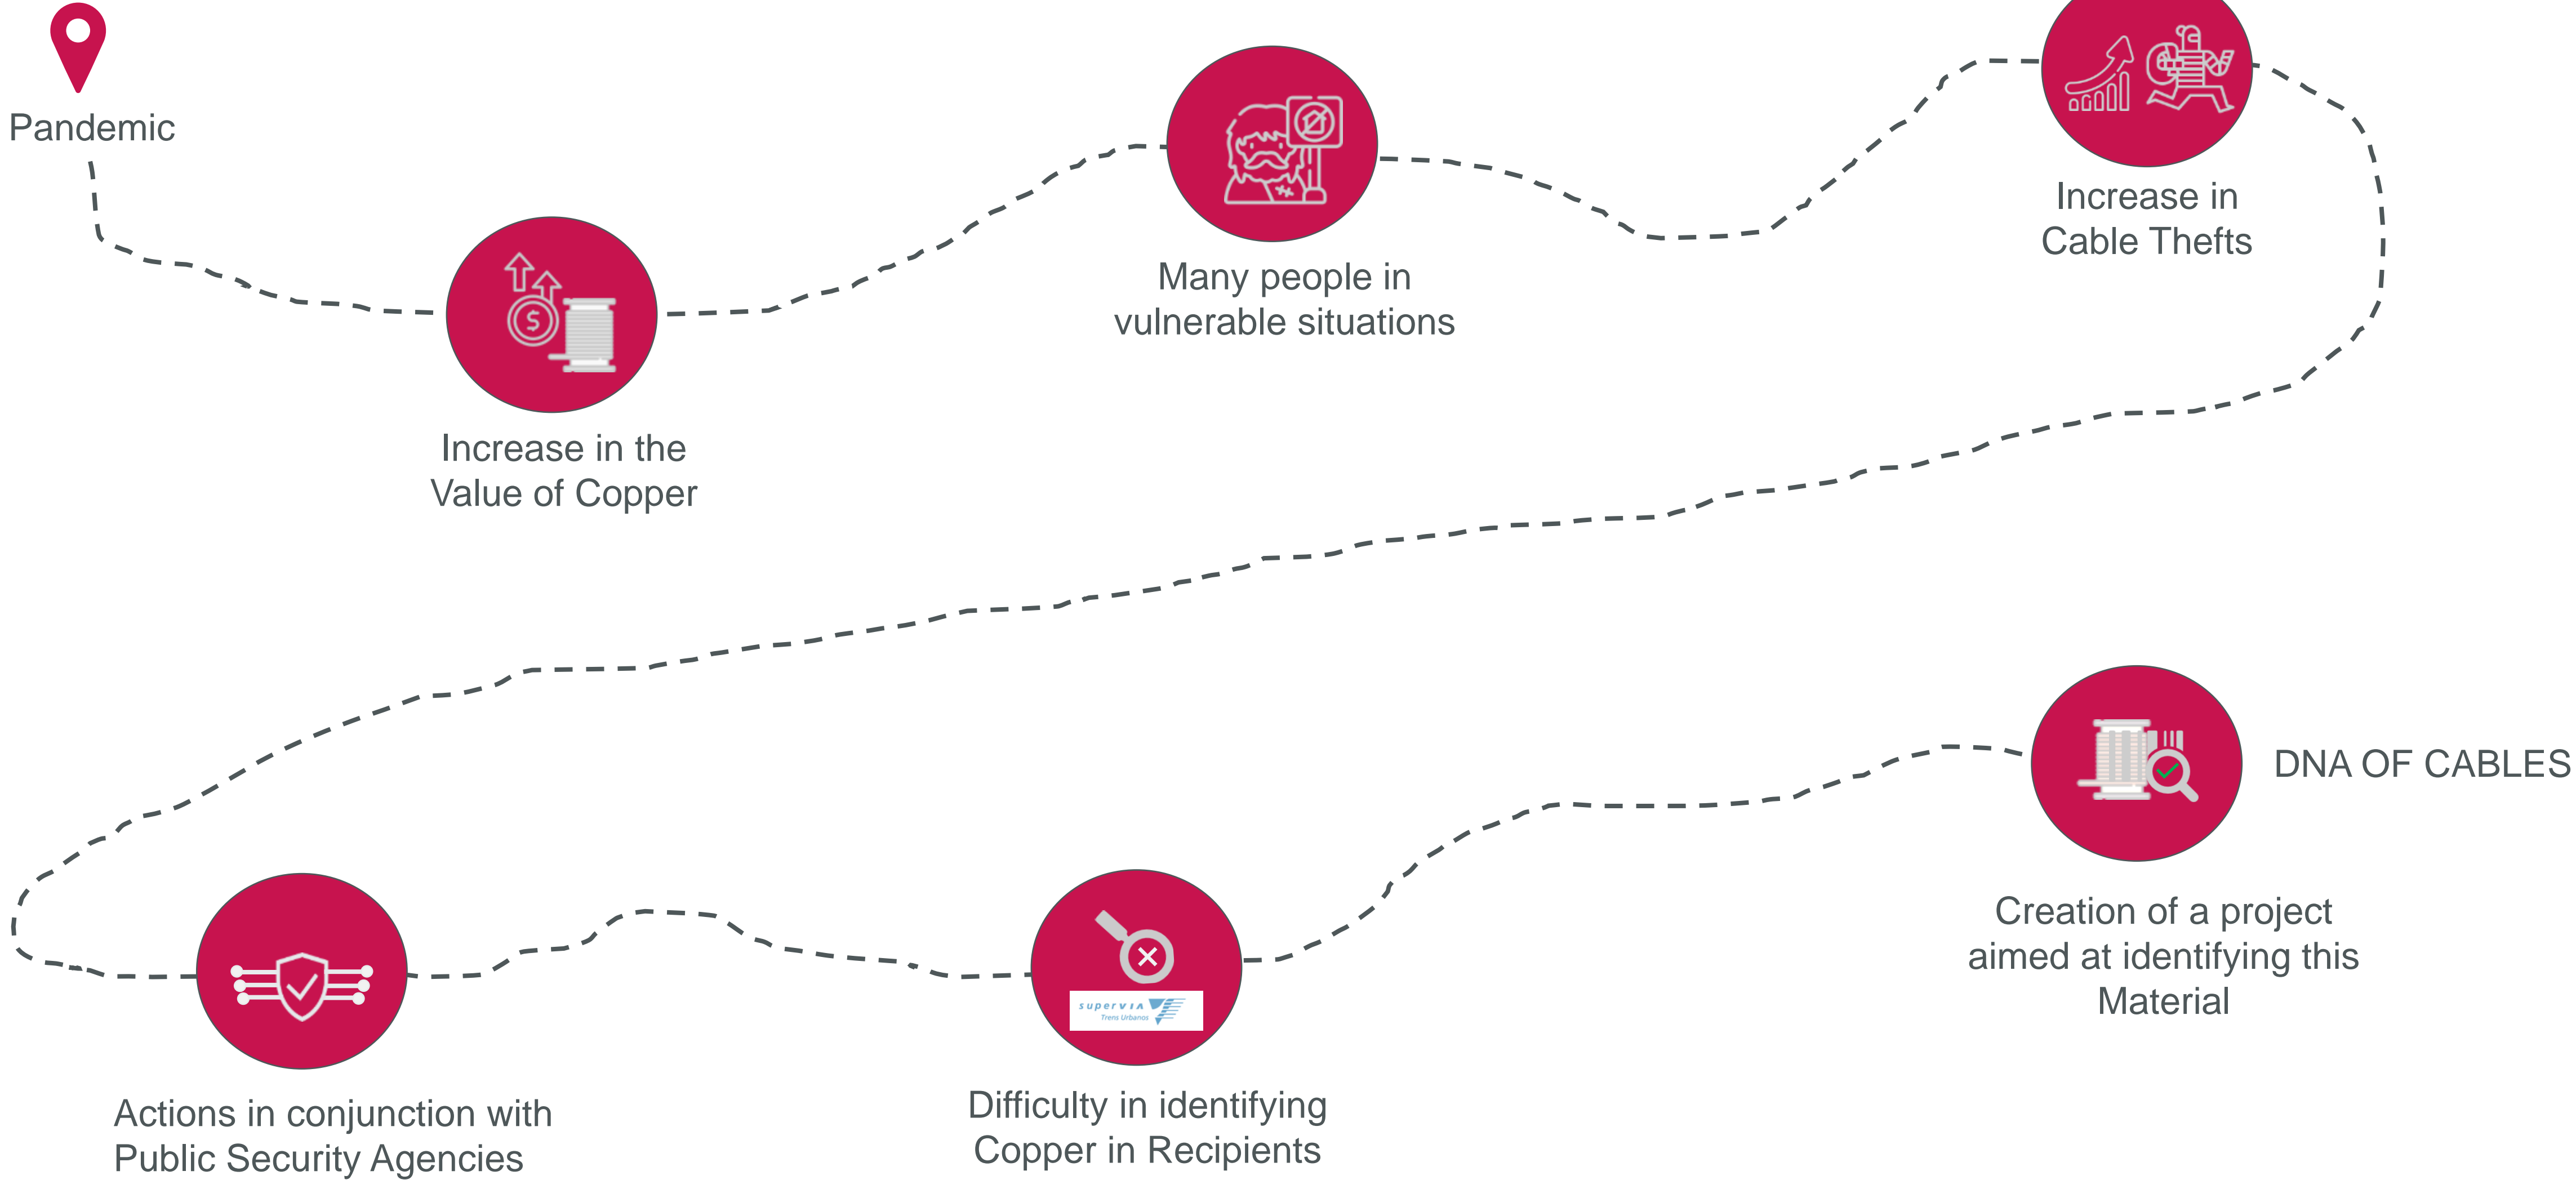 Pandemic
Increase in the
Value of Copper
$
Many people in
vulnerable situations
Increase in
Cable Thefts
Actions in conjunction with
Public Security Agencies
superVIA
Trens Urbanos
Difficulty in identifying
Copper in Recipients
DNA OF CABLES
Creation of a project
aimed at identifying this
Material